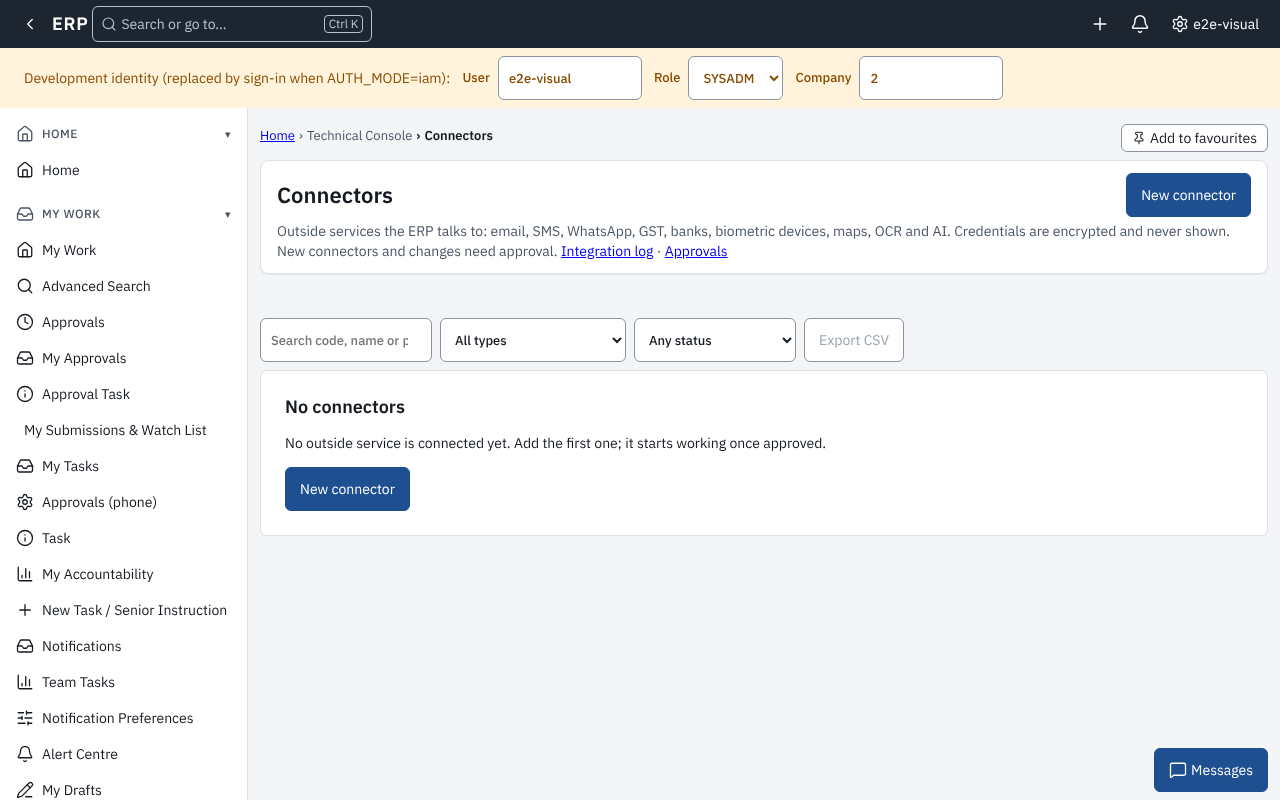 ERP
Search or go to...
Ctrl K
e2e-visual
Development identity (replaced by sign-in when AUTH_MODE=iam):
User
e2e-visual
Role
SYSADM
Company
2
HOME
Home
MY WORK
My Work
Advanced Search
Approvals
My Approvals
Approval Task
My Submissions & Watch List
My Tasks
Approvals (phone)
Task
My Accountability
New Task / Senior Instruction
Notifications
Team Tasks
Notification Preferences
Alert Centre
My Drafts
Home › Technical Console › Connectors
Add to favourites
Connectors
New connector
Outside services the ERP talks to: email, SMS, WhatsApp, GST, banks, biometric devices, maps, OCR and AI. Credentials are encrypted and never shown.
New connectors and changes need approval. Integration log · Approvals
Search code, name or p
All types
Any status
Export CSV
No connectors
No outside service is connected yet. Add the first one; it starts working once approved.
New connector
Messages